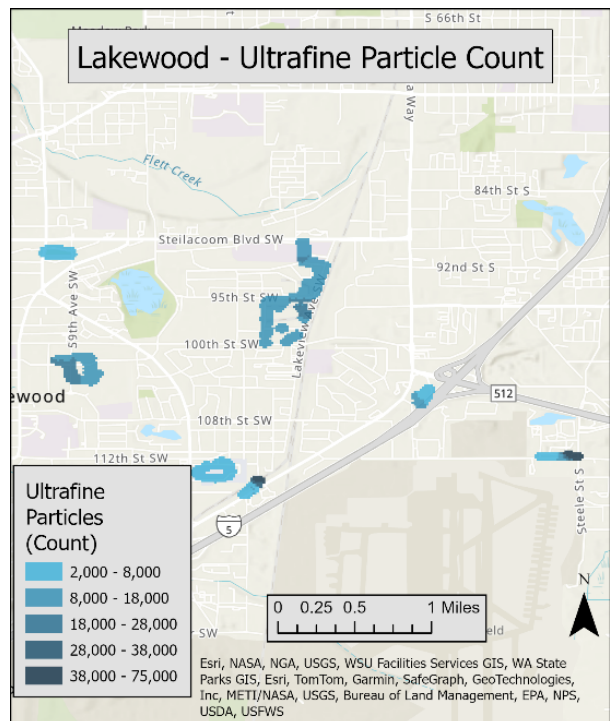 S 66th St
Meadow Park
Lakewood - Ultrafine Particle Count
a Way
Flett Creek
84th St S
Steilacoom Blvd SW
92nd St S
59th Ave SW
95th St SW
Lakeview Ave SW
100th St SW
ewood
512
108th St SW
112th St SW
Steele St S
5
Ultrafine
Particles
(Count)
2,000 - 8,000
8,000 - 18,000
18,000 - 28,000
28,000 - 38,000
38,000 - 75,000
N
0 0.25 0.5 1 Miles
r SW
eld
Esri, NASA, NGA, USGS, WSU Facilities Services GIS, WA State
Parks GIS, Esri, TomTom, Garmin, SafeGraph, GeoTechnologies,
Inc, METI/NASA, USGS, Bureau of Land Management, EPA, NPS,
USDA, USFWS